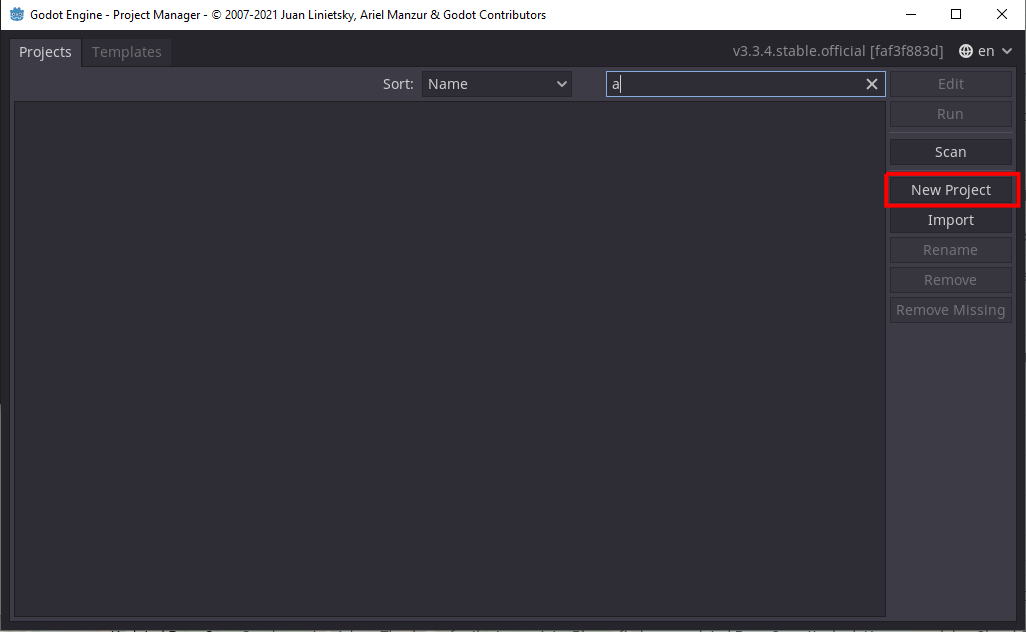 Godot Engine - Project Manager - © 2007-2021 Juan Linietsky, Ariel Manzur & Godot Contributors
Projects Templates v3.3.4.stable.official [faf3f883d] en
Sort: Name a Edit
Run
Scan
New Project
Import
Rename
Remove
Remove Missing